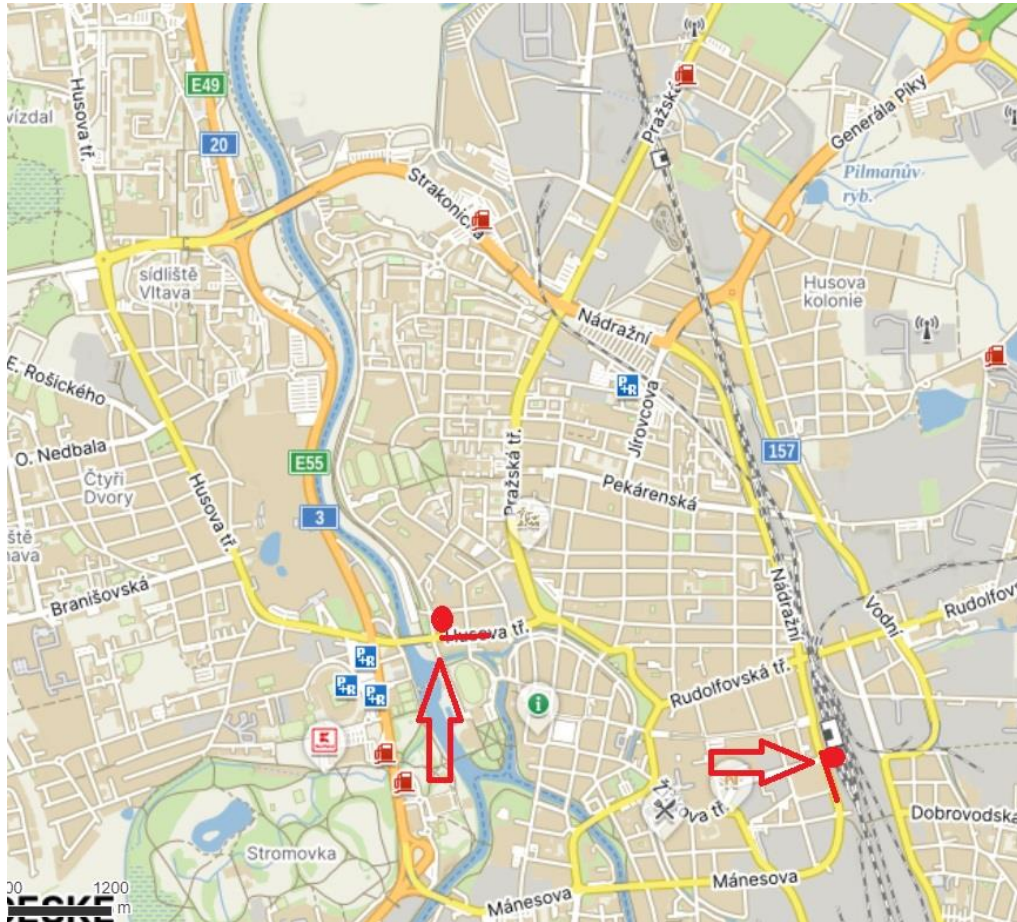 E49
Husova tř.
Pražská
Generála Píky
20
Pilmanův
ryb.
Strakonická
sídliště
Vltava
Husova
kolonie
Nádražní
P+R
E. Rošického
Jírovcova
O. Nedbala
157
E55
Pražská tř.
Čtyři
Dvory
Husova tř.
Pekárenská
3
Branišovská
Nádražní
Vodní
Rudolfovs
Husova tř.
P+R
Rudolfovská tř.
P+R
P+R
i
Dobrovodská
Stromovka
Mánesova
Mánesova
1200
m